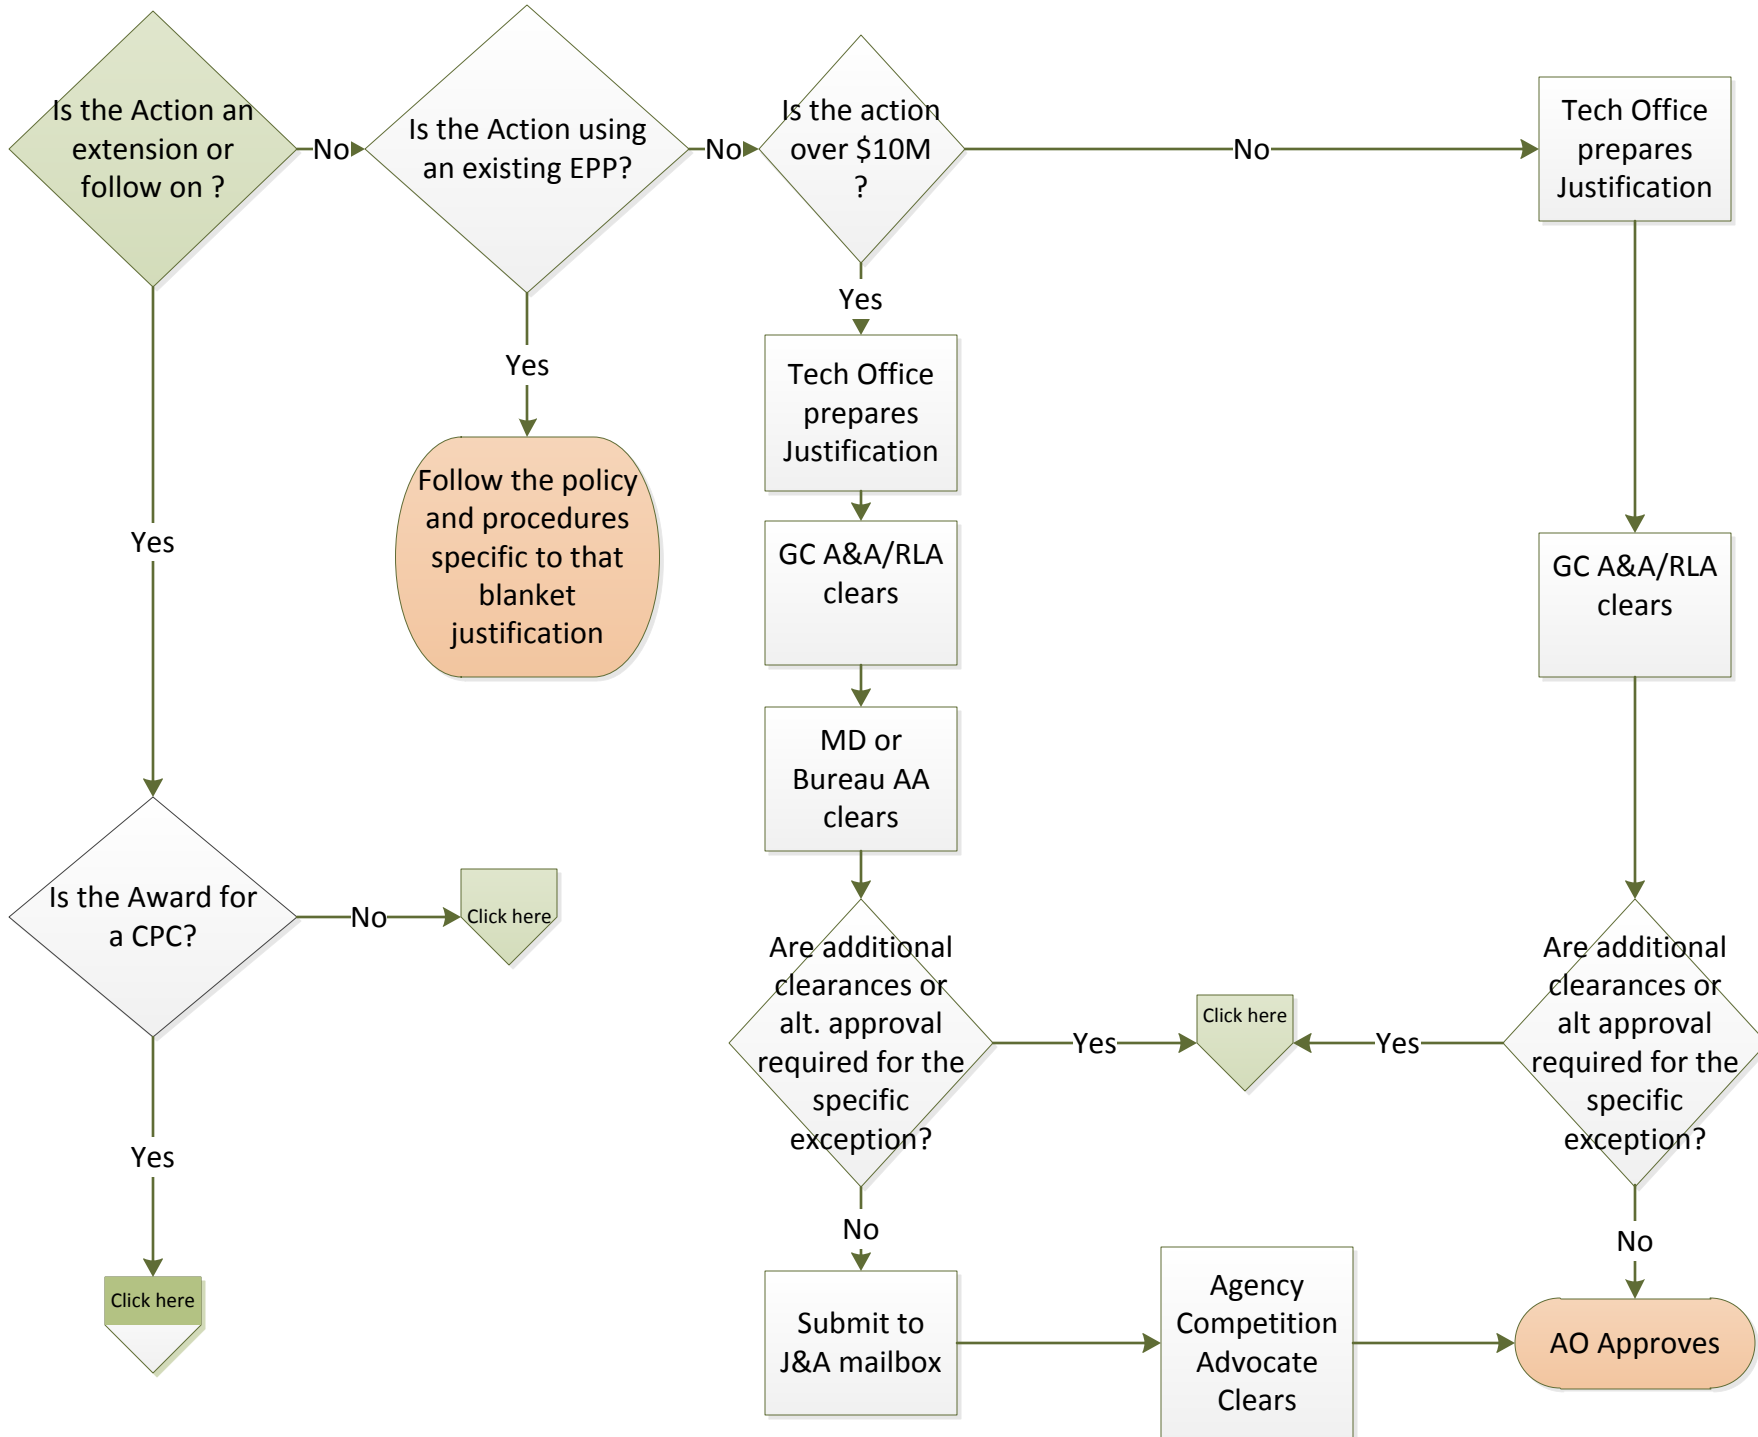 Is the Action an
extension or
follow on ?
No
Is the Action using
an existing EPP?
No
Is the action
over $10M
?
No
Tech Office
prepares
Justification
Yes
Yes
Yes
Tech Office
prepares
Justification
Follow the policy
and procedures
specific to that
blanket
justification
GC A&A/RLA
clears
GC A&A/RLA
clears
MD or
Bureau AA
clears
Is the Award for
a CPC?
No
Click here
Are additional
clearances or
alt. approval
required for the
specific
exception?
Yes
Click here
Yes
Are additional
clearances or
alt approval
required for the
specific
exception?
Yes
No
No
Click here
Submit to
J&A mailbox
Agency
Competition
Advocate
Clears
AO Approves